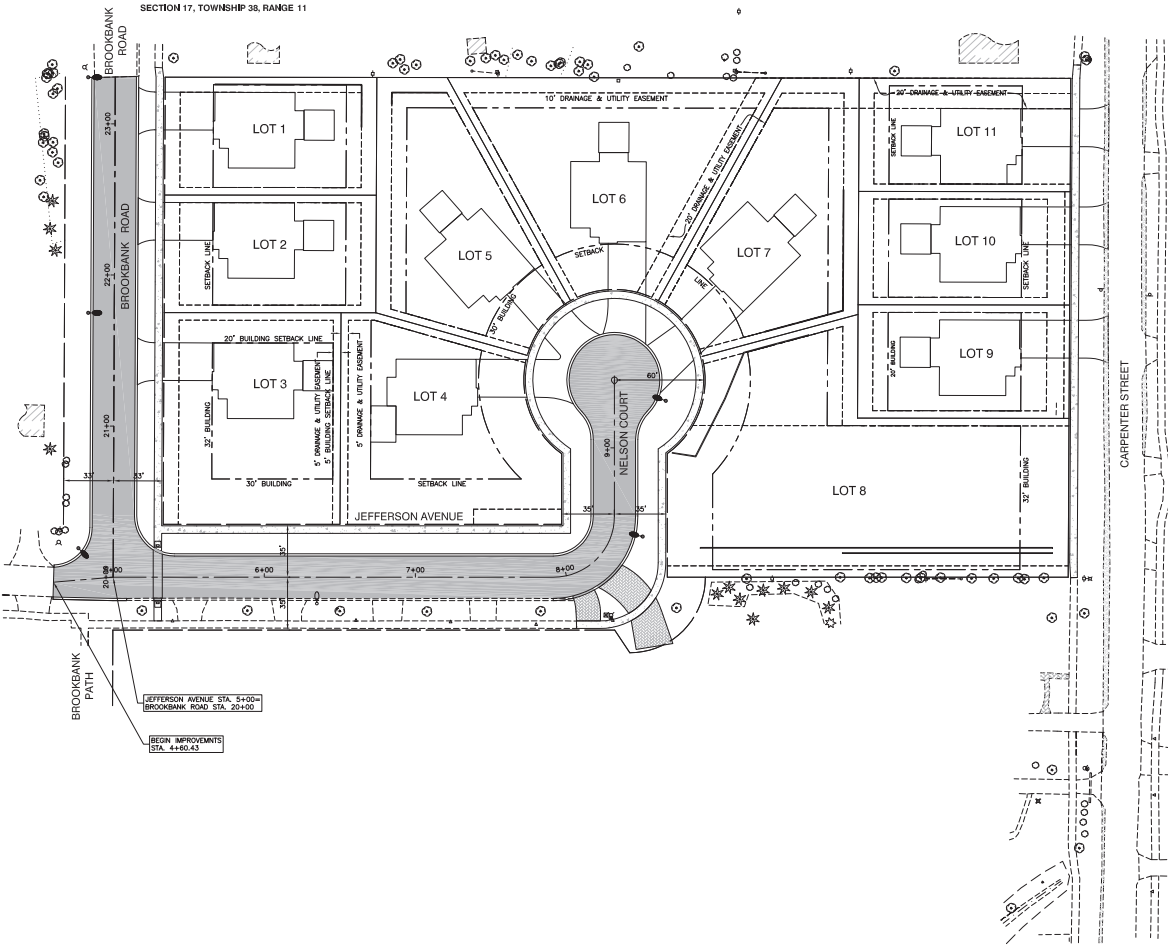 SECTION 17, TOWNSHIP 38, RANGE 11
BROOKBANK
ROAD
BROOKBANK ROAD
23+00
22+00
21+00
20+00
LOT 1
LOT 2
SETBACK LINE
20' BUILDING SETBACK LINE
LOT 3
32' BUILDING
30' BUILDING
5' DRAINAGE & UTILITY EASEMENT
5' BUILDING SETBACK LINE
5' DRAINAGE & UTILITY EASEMENT
LOT 4
SETBACK LINE
10' DRAINAGE & UTILITY EASEMENT
LOT 5
LOT 6
LOT 7
20' DRAINAGE & UTILITY EASEMENT
30' BUILDING
SETBACK
LINE
60'
NELSON COURT
9+00
35'
35'
20' DRAINAGE & UTILITY EASEMENT
SETBACK LINE
LOT 11
LOT 10
SETBACK LINE
LOT 9
20' BUILDING
LOT 8
32' BUILDING
CARPENTER STREET
33'
33'
JEFFERSON AVENUE
35'
35'
5+00
6+00
7+00
8+00
BROOKBANK
PATH
JEFFERSON AVENUE STA. 5+00=
BROOKBANK ROAD STA. 20+00
BEGIN IMPROVEMNTS
STA. 4+60.43